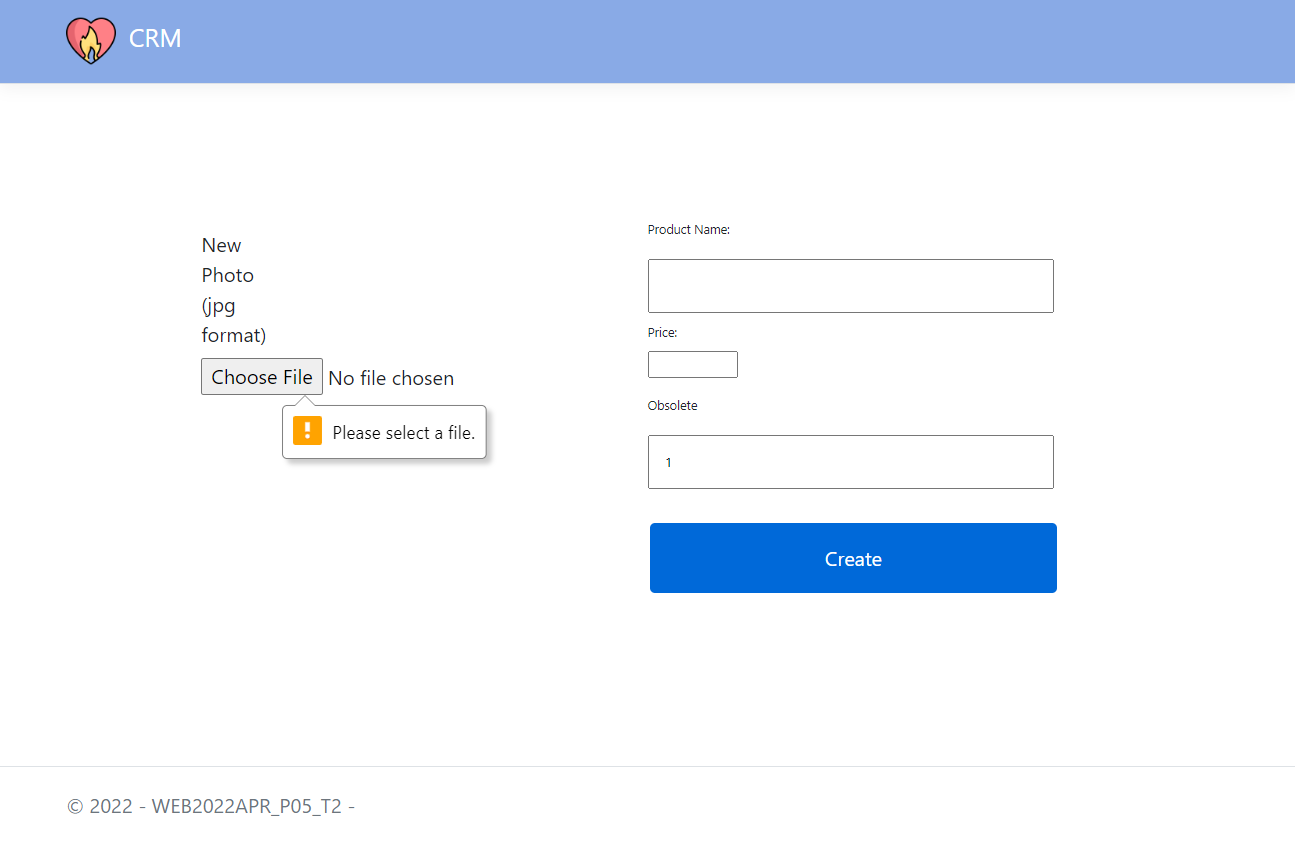 CRM
New
Photo
(jpg
format)
Choose File No file chosen
Please select a file.
Product Name:
Price:
Obsolete
1
Create
© 2022 - WEB2022APR_P05_T2 -